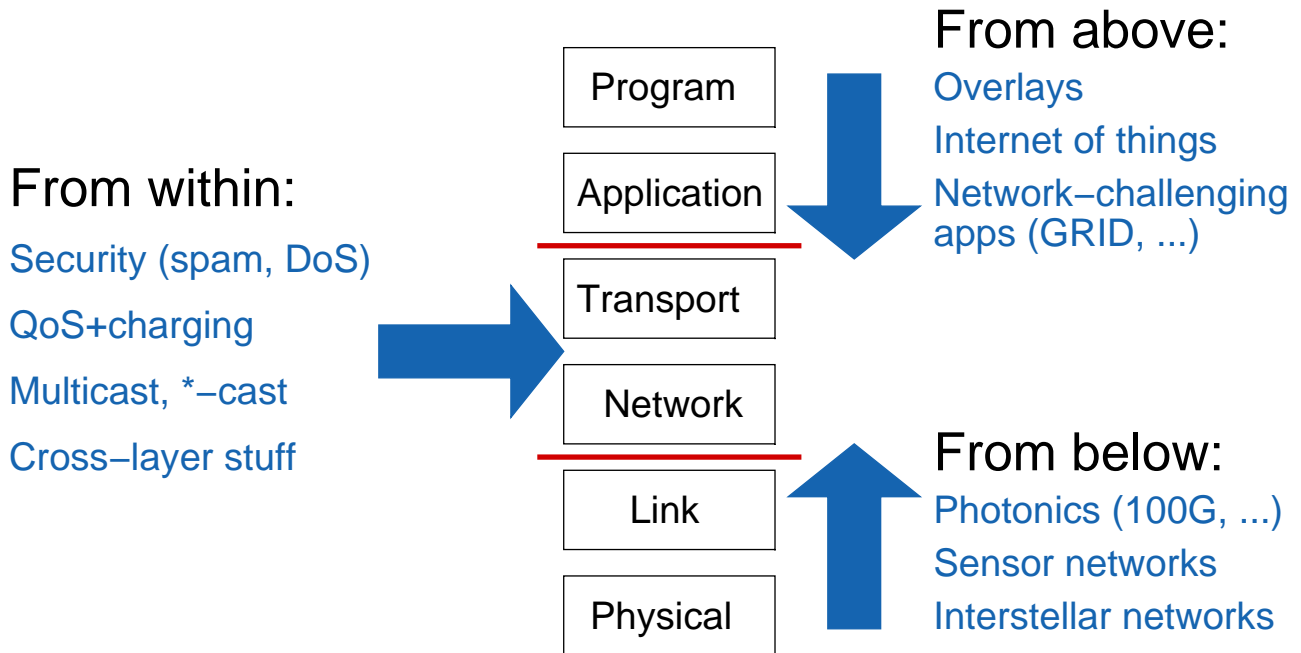 From within:
Security (spam, DoS)
QoS+charging
Multicast, *−cast
Cross−layer stuff
Program
Application
Transport
Network
Link
Physical
From above:
Overlays
Internet of things
Network−challenging
apps (GRID, ...)
From below:
Photonics (100G, ...)
Sensor networks
Interstellar networks